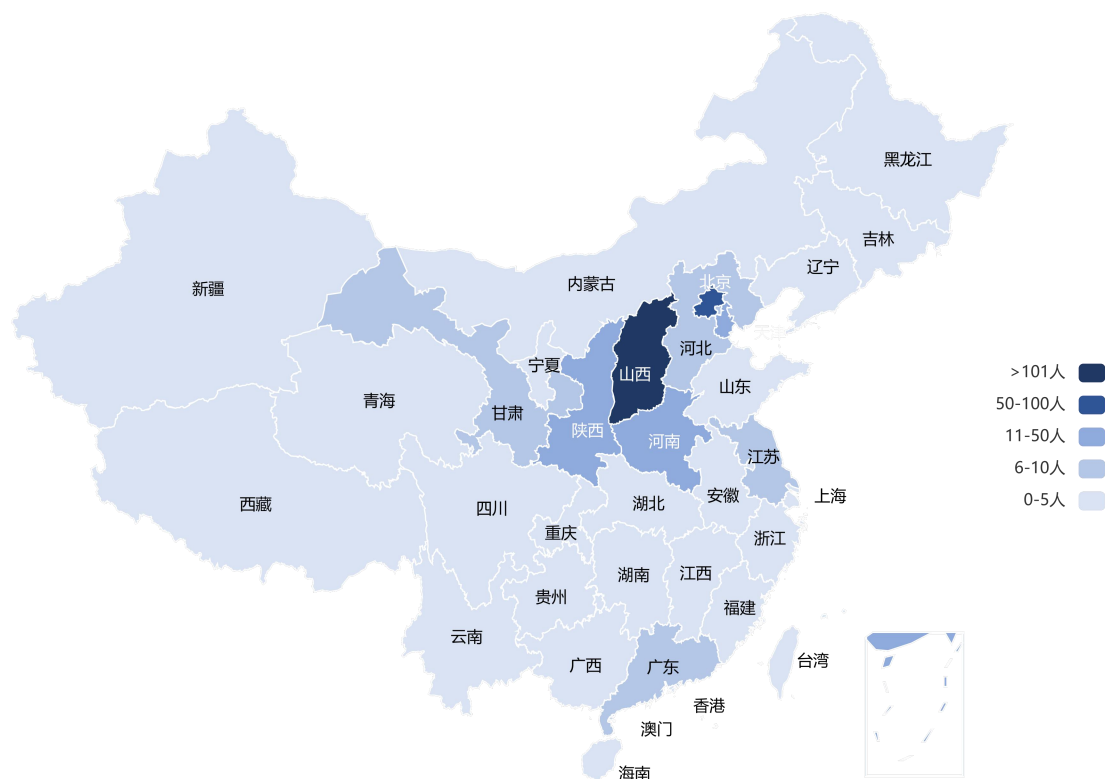 黑龙江
吉林
辽宁
新疆
内蒙古
北京
天津
河北
宁夏
山西
山东
青海
甘肃
陕西
河南
江苏
西藏
四川
湖北
安徽
上海
重庆
浙江
湖南
江西
贵州
福建
云南
广西
广东
台湾
香港
澳门
海南
>101人
50-100人
11-50人
6-10人
0-5人